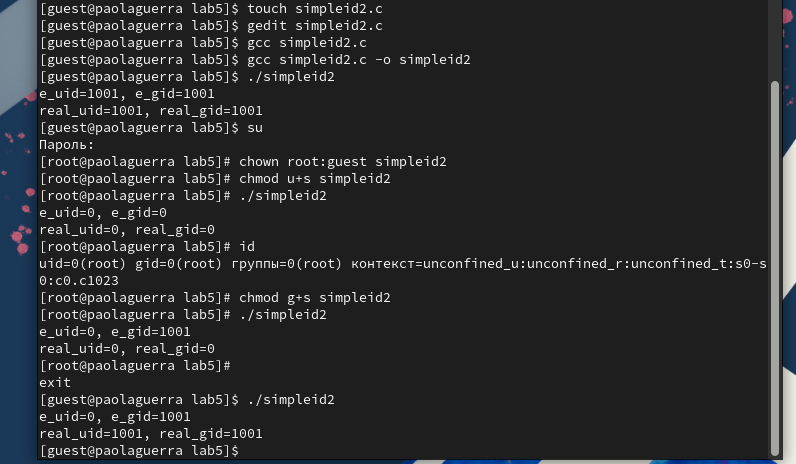 [guest@paolaguerra lab5]$ touch simpleid2.c
[guest@paolaguerra lab5]$ gedit simpleid2.c
[guest@paolaguerra lab5]$ gcc simpleid2.c
[guest@paolaguerra lab5]$ gcc simpleid2.c -o simpleid2
[guest@paolaguerra lab5]$ ./simpleid2
e_uid=1001, e_gid=1001
real_uid=1001, real_gid=1001
[guest@paolaguerra lab5]$ su
Пароль:
[root@paolaguerra lab5]# chown root:guest simpleid2
[root@paolaguerra lab5]# chmod u+s simpleid2
[root@paolaguerra lab5]# ./simpleid2
e_uid=0, e_gid=0
real_uid=0, real_gid=0
[root@paolaguerra lab5]# id
uid=0(root) gid=0(root) группы=0(root) контекст=unconfined_u:unconfined_r:unconfined_t:s0-s
0:c0.c1023
[root@paolaguerra lab5]# chmod g+s simpleid2
[root@paolaguerra lab5]# ./simpleid2
e_uid=0, e_gid=1001
real_uid=0, real_gid=0
[root@paolaguerra lab5]#
exit
[guest@paolaguerra lab5]$ ./simpleid2
e_uid=0, e_gid=1001
real_uid=1001, real_gid=1001
[guest@paolaguerra lab5]$